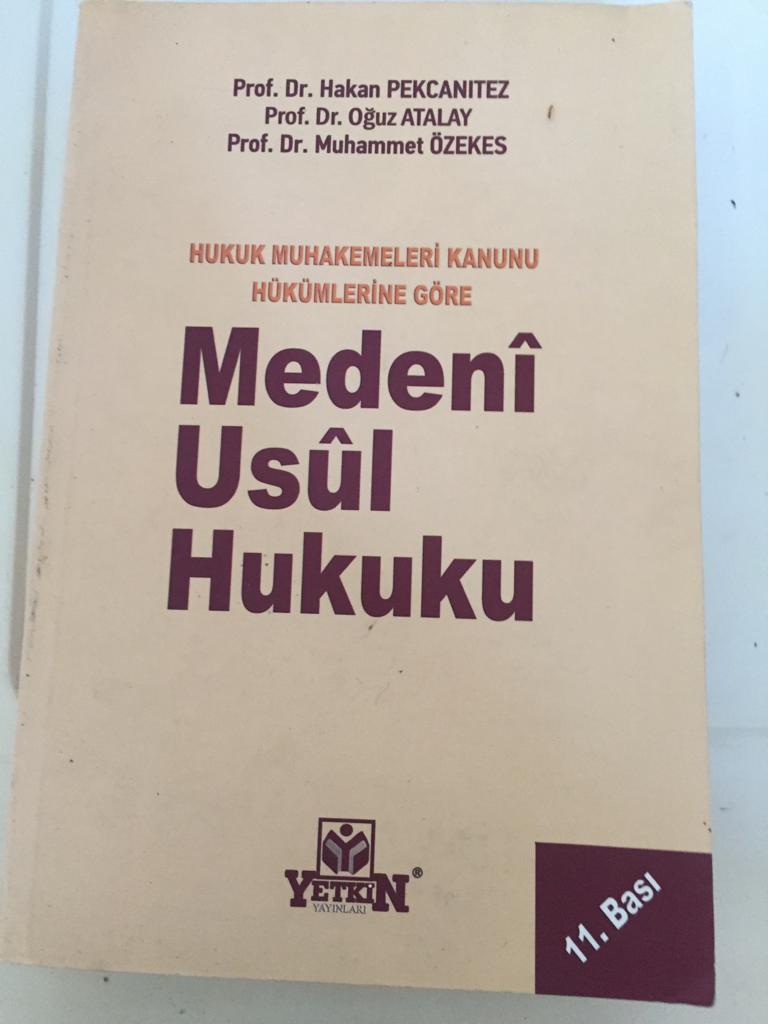 Prof. Dr. Hakan PEKCANITEZ
Prof. Dr. Oğuz ATALAY
Prof. Dr. Muhammet ÖZEKES
HUKUK MUHAKEMELERİ KANUNU
HÜKÜMLERİNE GÖRE
Medenî
Usûl
Hukuku
YETKİN®
YAYINLARI
11. Bası